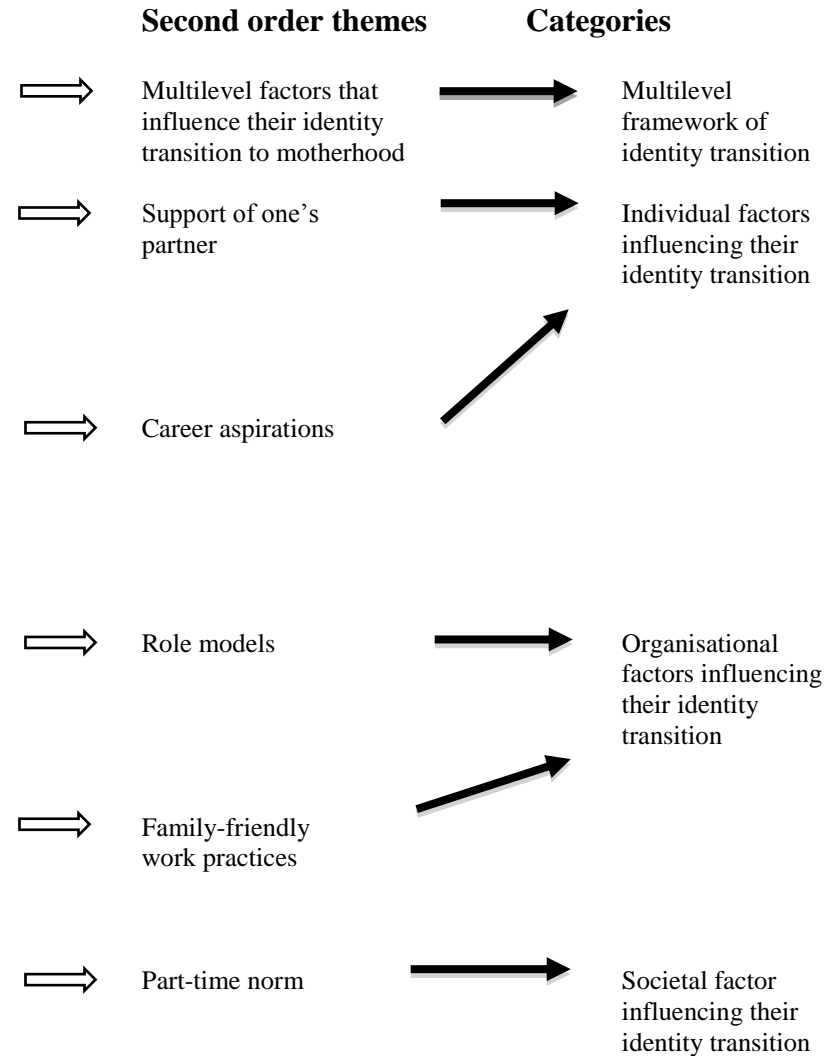 Second order themes Categories
Multilevel factors that
influence their identity
transition to motherhood
Multilevel
framework of
identity transition
Support of one’s
partner
Individual factors
influencing their
identity transition
Career aspirations
Role models
Organisational
factors influencing
their identity
transition
Family-friendly
work practices
Part-time norm
Societal factor
influencing their
identity transition